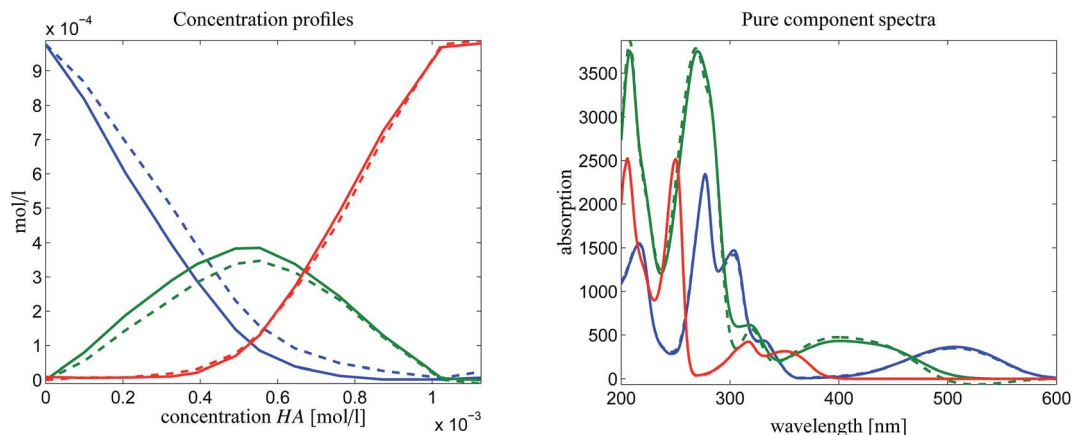 Concentration profiles
x 10⁻⁴
9
8
7
6
5
4
3
2
1
0
mol/l
0 0.2 0.4 0.6 0.8 1
concentration HA [mol/l]
x 10⁻³
Pure component spectra
3500
3000
2500
2000
1500
1000
500
0
absorption
200 300 400 500 600
wavelength [nm]